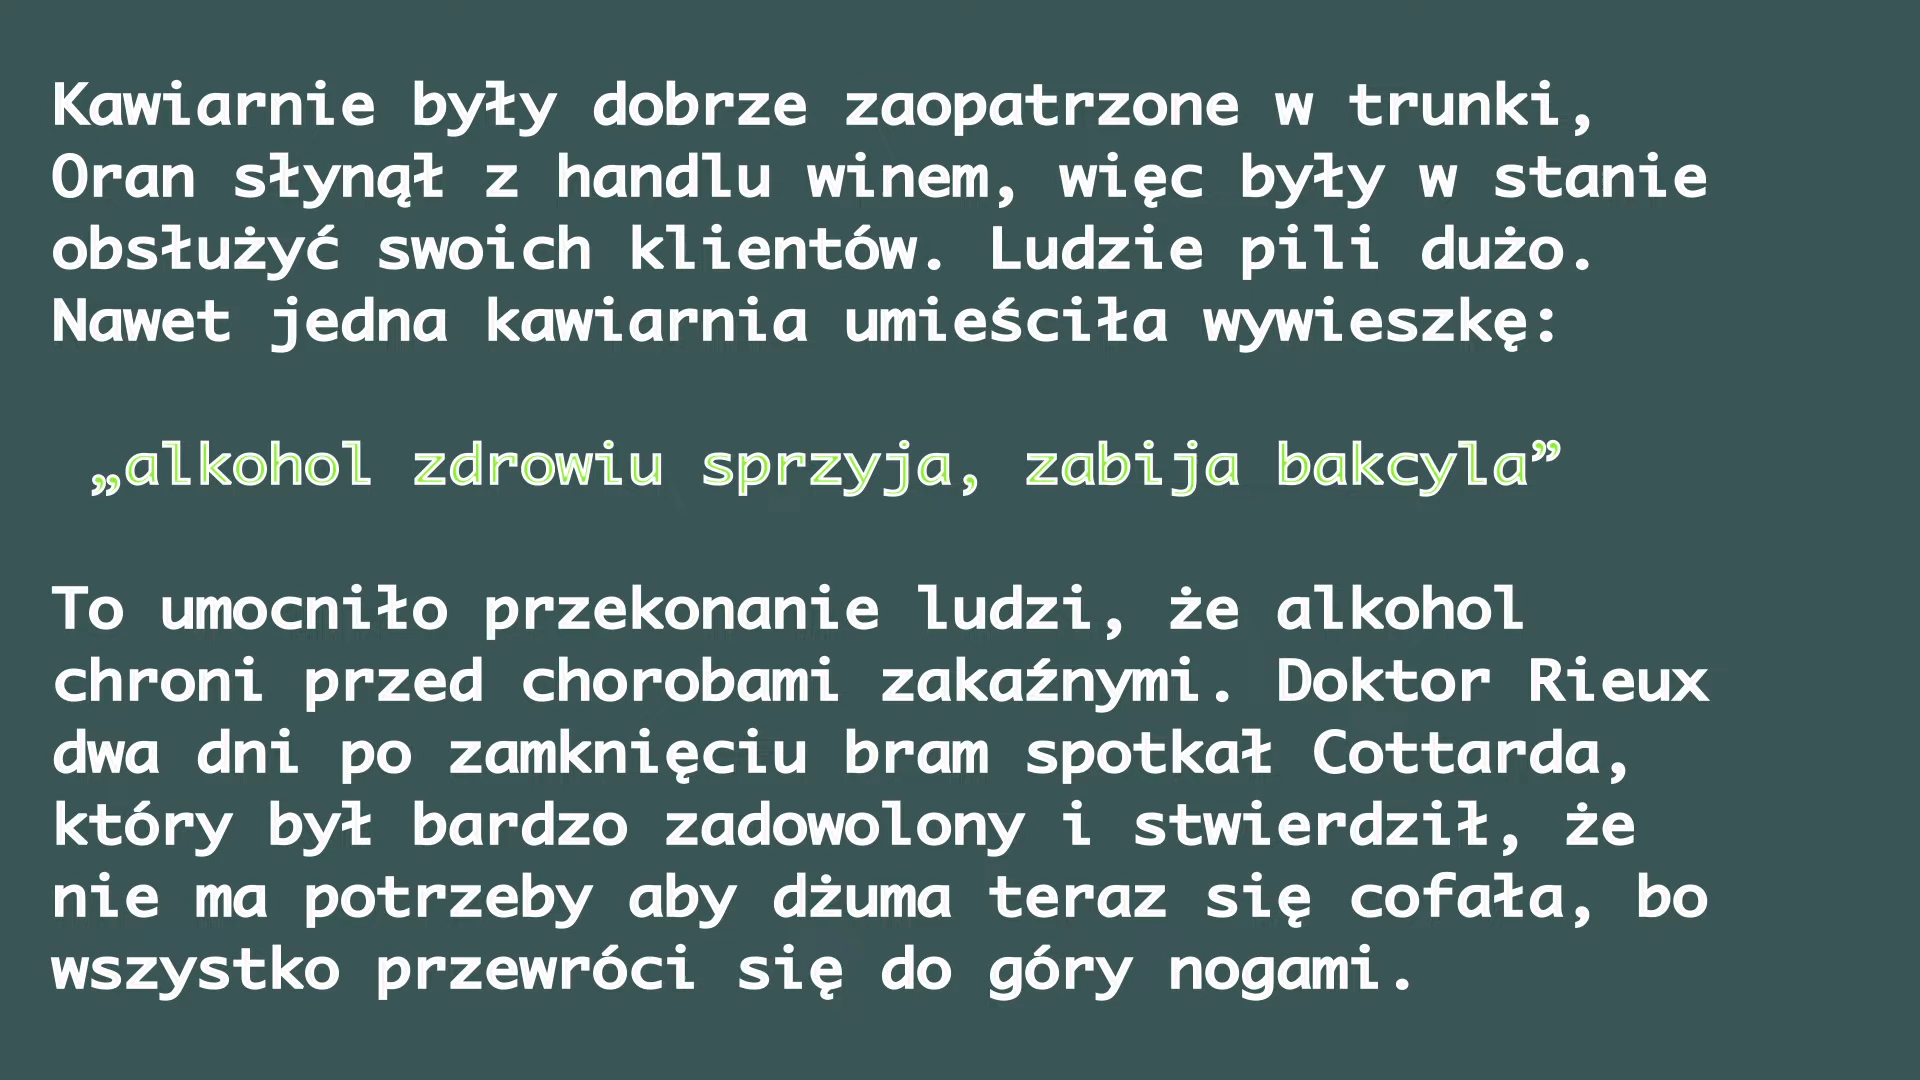 Kawiarnie były dobrze zaopatrzone w trunki,
Oran słynął z handlu winem, więc były w stanie
obsłużyć swoich klientów. Ludzie pili dużo.
Nawet jedna kawiarnia umieściła wywieszkę:
„alkohol zdrowiu sprzyja, zabija bakcyla”
To umocniło przekonanie ludzi, że alkohol
chroni przed chorobami zakaźnymi. Doktor Rieux
dwa dni po zamknięciu bram spotkał Cottarda,
który był bardzo zadowolony i stwierdził, że
nie ma potrzeby aby dżuma teraz się cofała, bo
wszystko przewróci się do góry nogami.